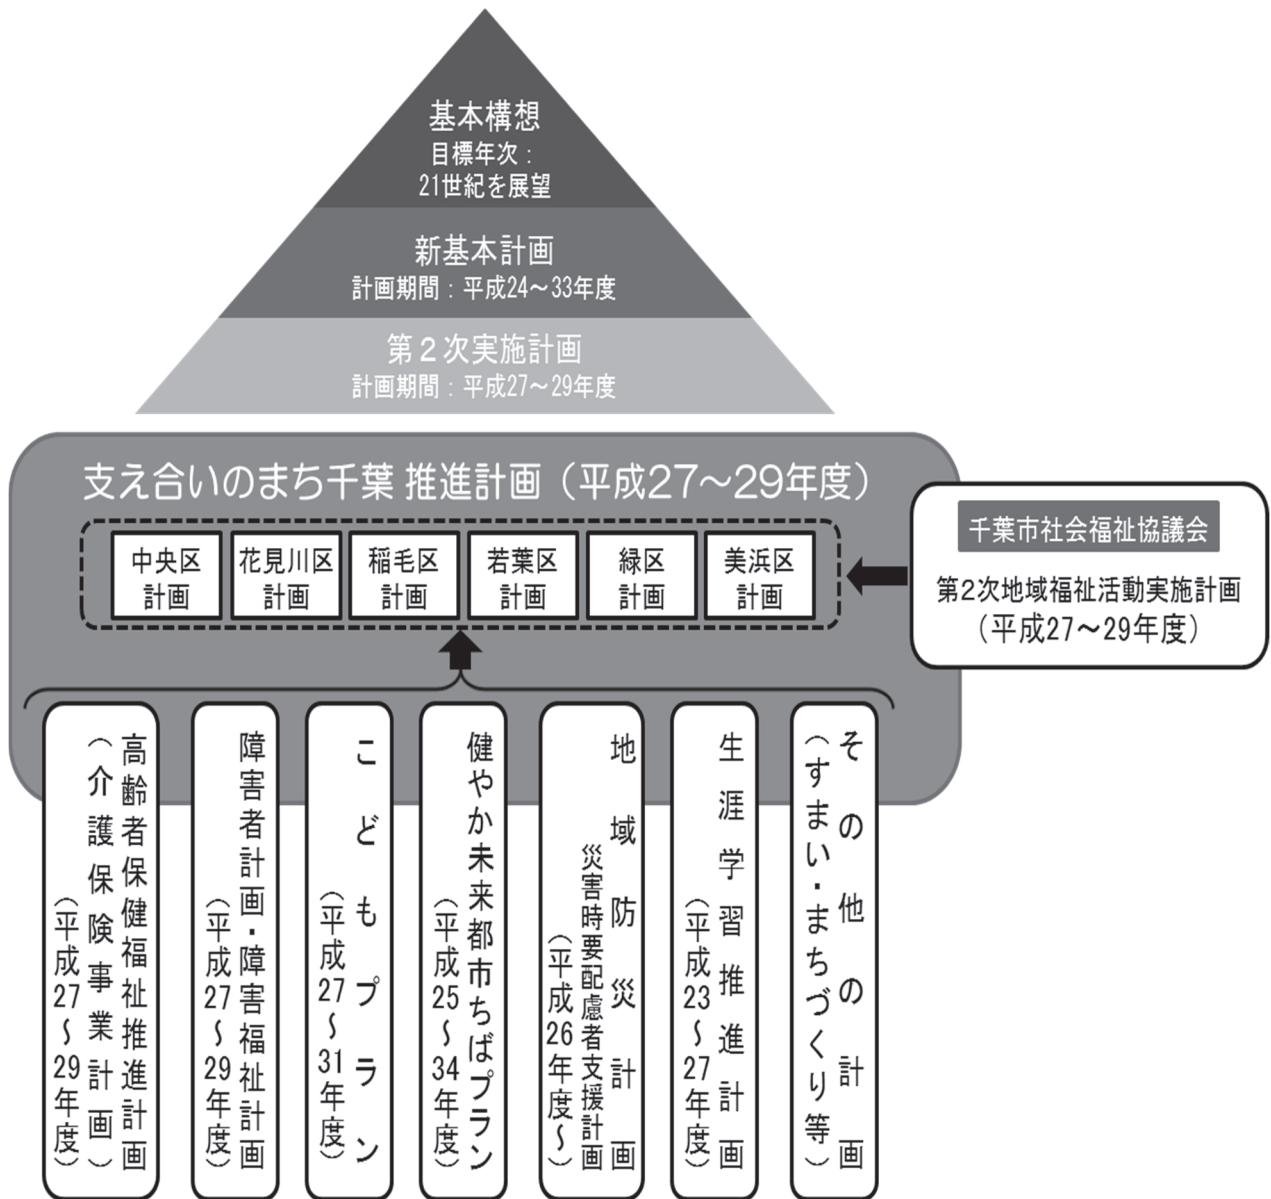 基本構想
目標年次：
21世紀を展望
新基本計画
計画期間：平成24～33年度
第２次実施計画
計画期間：平成27～29年度
支え合いのまち千葉 推進計画（平成27～29年度）
中央区
計画
花見川区
計画
稲毛区
計画
若葉区
計画
緑区
計画
美浜区
計画
千葉市社会福祉協議会
第2次地域福祉活動実施計画
（平成27～29年度）
高齢者保健福祉推進計画
（介護保険事業計画）
（平成27～29年度）
障害者計画・障害福祉計画
（平成27～29年度）
こどもプラン
（平成27～31年度）
健やか未来都市ちばプラン
（平成25～34年度）
地域防災計画
災害時要配慮者支援計画
（平成26年度～）
生涯学習推進計画
（平成23～27年度）
その他の計画
（すまい・まちづくり等）